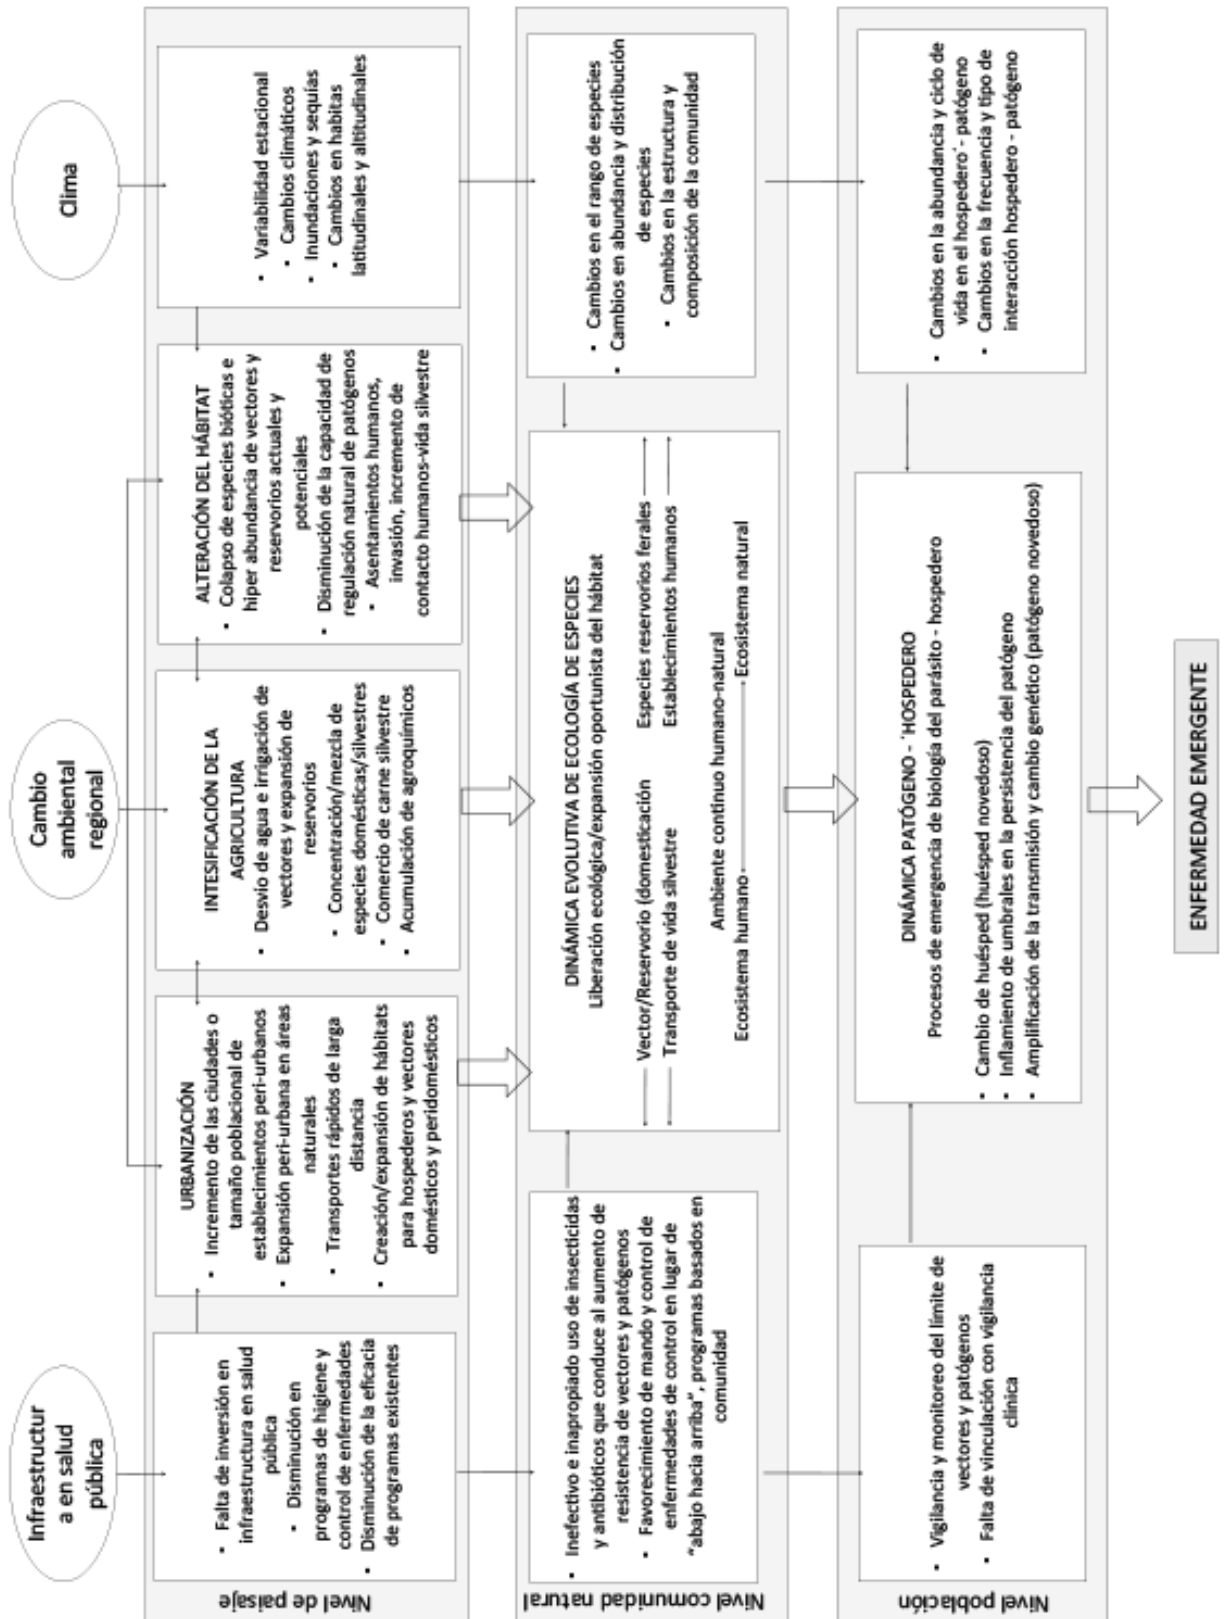 Infraestructur
a en salud
pública
Cambio
ambiental
regional
Clima
Nivel de paisaje
▪ Falta de inversión en
infraestructura en salud
pública
▪ Disminución en
programas de higiene y
control de enfermedades
▪ Disminución de la eficacia
de programas existentes
URBANIZACIÓN
▪ Incremento de las ciudades o
tamaño poblacional de
establecimientos peri-urbanos
▪ Expansión peri-urbana en áreas
naturales
▪ Transportes rápidos de larga
distancia
▪ Creación/expansión de hábitats
para hospederos y vectores
domésticos y peridomésticos
INTESIFICACIÓN DE LA
AGRICULTURA
▪ Desvío de agua e irrigación de
vectores y expansión de
reservorios
▪ Concentración/mezcla de
especies domésticas/silvestres
▪ Comercio de carne silvestre
▪ Acumulación de agroquímicos
ALTERACIÓN DEL HÁBITAT
▪ Colapso de especies bióticas e
hiper abundancia de vectores y
reservorios actuales y
potenciales
▪ Disminución de la capacidad de
regulación natural de patógenos
▪ Asentamientos humanos,
invasión, incremento de
contacto humanos-vida silvestre
▪ Variabilidad estacional
▪ Cambios climáticos
▪ Inundaciones y sequías
▪ Cambios en habitas
latitudinales y altitudinales
Nivel comunidad natural
▪ Inefectivo e inapropiado uso de insecticidas
y antibióticos que conduce al aumento de
resistencia de vectores y patógenos
▪ Favorecimiento de mando y control de
enfermedades de control en lugar de
“abajo hacia arriba”, programas basados en
comunidad
DINÁMICA EVOLUTIVA DE ECOLOGÍA DE ESPECIES
Liberación ecológica/expansión oportunista del hábitat
Vector/Reservorio (domesticación Especies reservorios ferales
Transporte de vida silvestre Establecimientos humanos
Ambiente continuo humano-natural
Ecosistema humano Ecosistema natural
▪ Cambios en el rango de especies
▪ Cambios en abundancia y distribución
de especies
▪ Cambios en la estructura y
composición de la comunidad
Nivel población
▪ Vigilancia y monitoreo del límite de
vectores y patógenos
▪ Falta de vinculación con vigilancia
clínica
DINÁMICA PATÓGENO - ¨HOSPEDERO
Procesos de emergencia de biología del parásito - hospedero
▪ Cambio de huésped (huésped novedoso)
▪ Inflamiento de umbrales en la persistencia del patógeno
▪ Amplificación de la transmisión y cambio genético (patógeno novedoso)
▪ Cambios en la abundancia y ciclo de
vida en el hospedero¨- patógeno
▪ Cambios en la frecuencia y tipo de
interacción hospedero - patógeno
ENFERMEDAD EMERGENTE